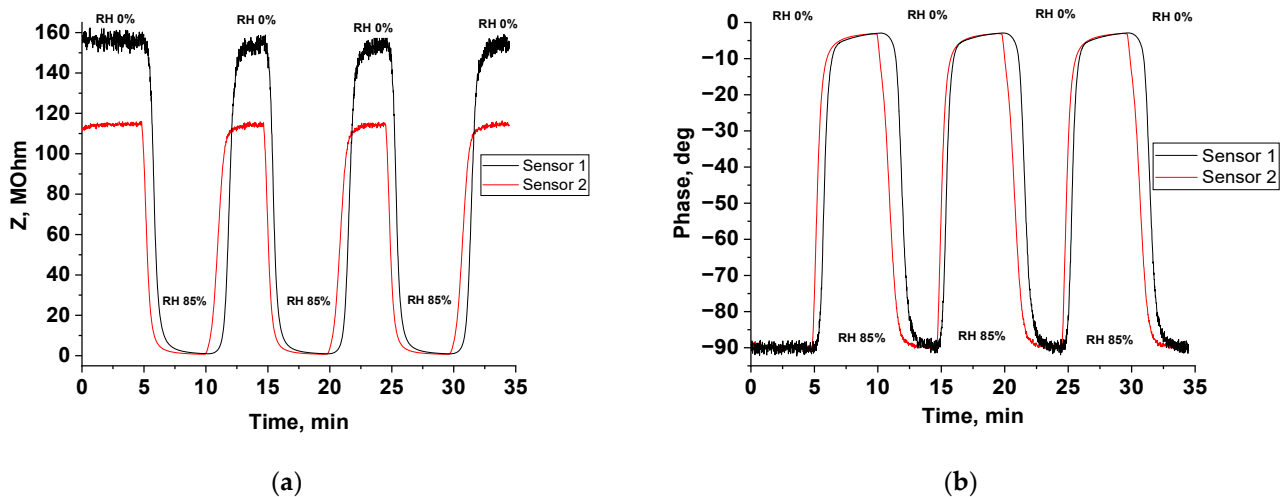 RH 0%
RH 0%
RH 0%
RH 0%
160
140
120
100
80
60
40
20
0
Z, MOhm
RH 85%
RH 85%
RH 85%
Sensor 1
Sensor 2
0
5
10
15
20
25
30
35
Time, min
(a)
RH 0%
RH 0%
RH 0%
RH 0%
0
−10
−20
−30
−40
−50
−60
−70
−80
−90
Phase, deg
Sensor 1
Sensor 2
RH 85%
RH 85%
RH 85%
0
5
10
15
20
25
30
35
Time, min
(b)